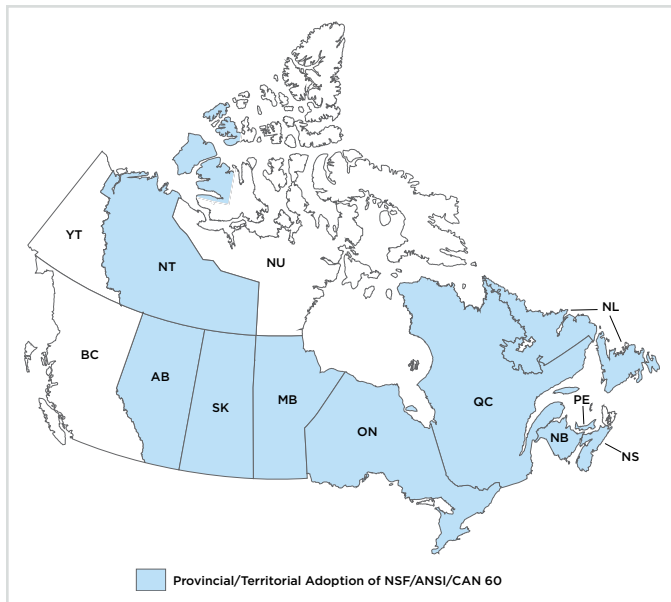 YT
NT
NU
NL
BC
AB
SK
MB
ON
QC
PE
NB
NS
Provincial/Territorial Adoption of NSF/ANSI/CAN 60